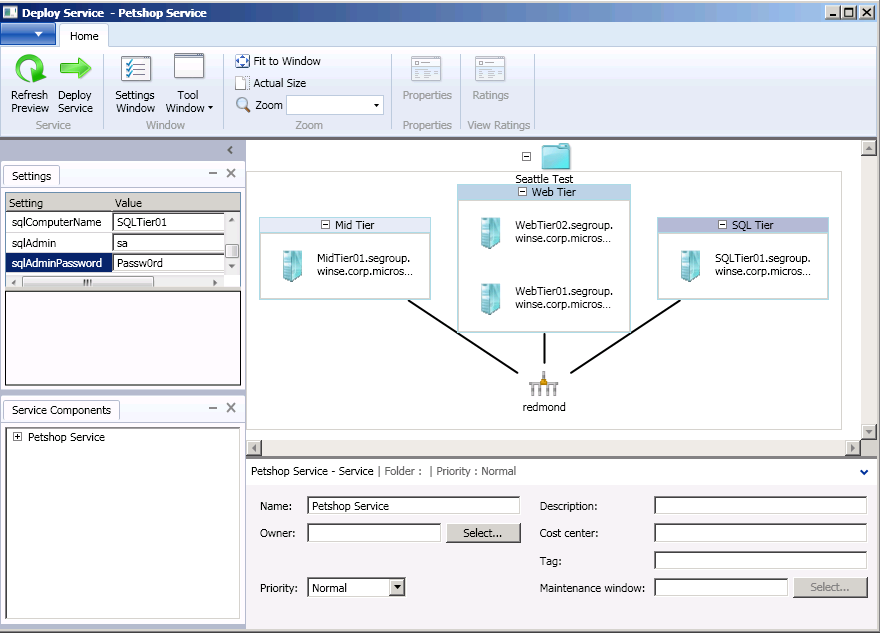 Deploy Service - Petshop Service
Home
Refresh Preview
Deploy Service
Settings Window
Tool Window
Fit to Window
Actual Size
Zoom
Properties
Ratings
Service
Window
Zoom
Properties
View Ratings
Settings
Setting Value
sqlComputerName SQLTier01
sqlAdmin sa
sqlAdminPassword Passw0rd
Service Components
Petshop Service
Seattle Test
Web Tier
WebTier02.segroup.
winse.corp.micros...
WebTier01.segroup.
winse.corp.micros...
Mid Tier
MidTier01.segroup.
winse.corp.micros...
SQL Tier
SQLTier01.segroup.
winse.corp.micros...
redmond
Petshop Service - Service | Folder : | Priority : Normal
Name: Petshop Service
Owner: Select...
Priority: Normal
Description:
Cost center:
Tag:
Maintenance window: Select...